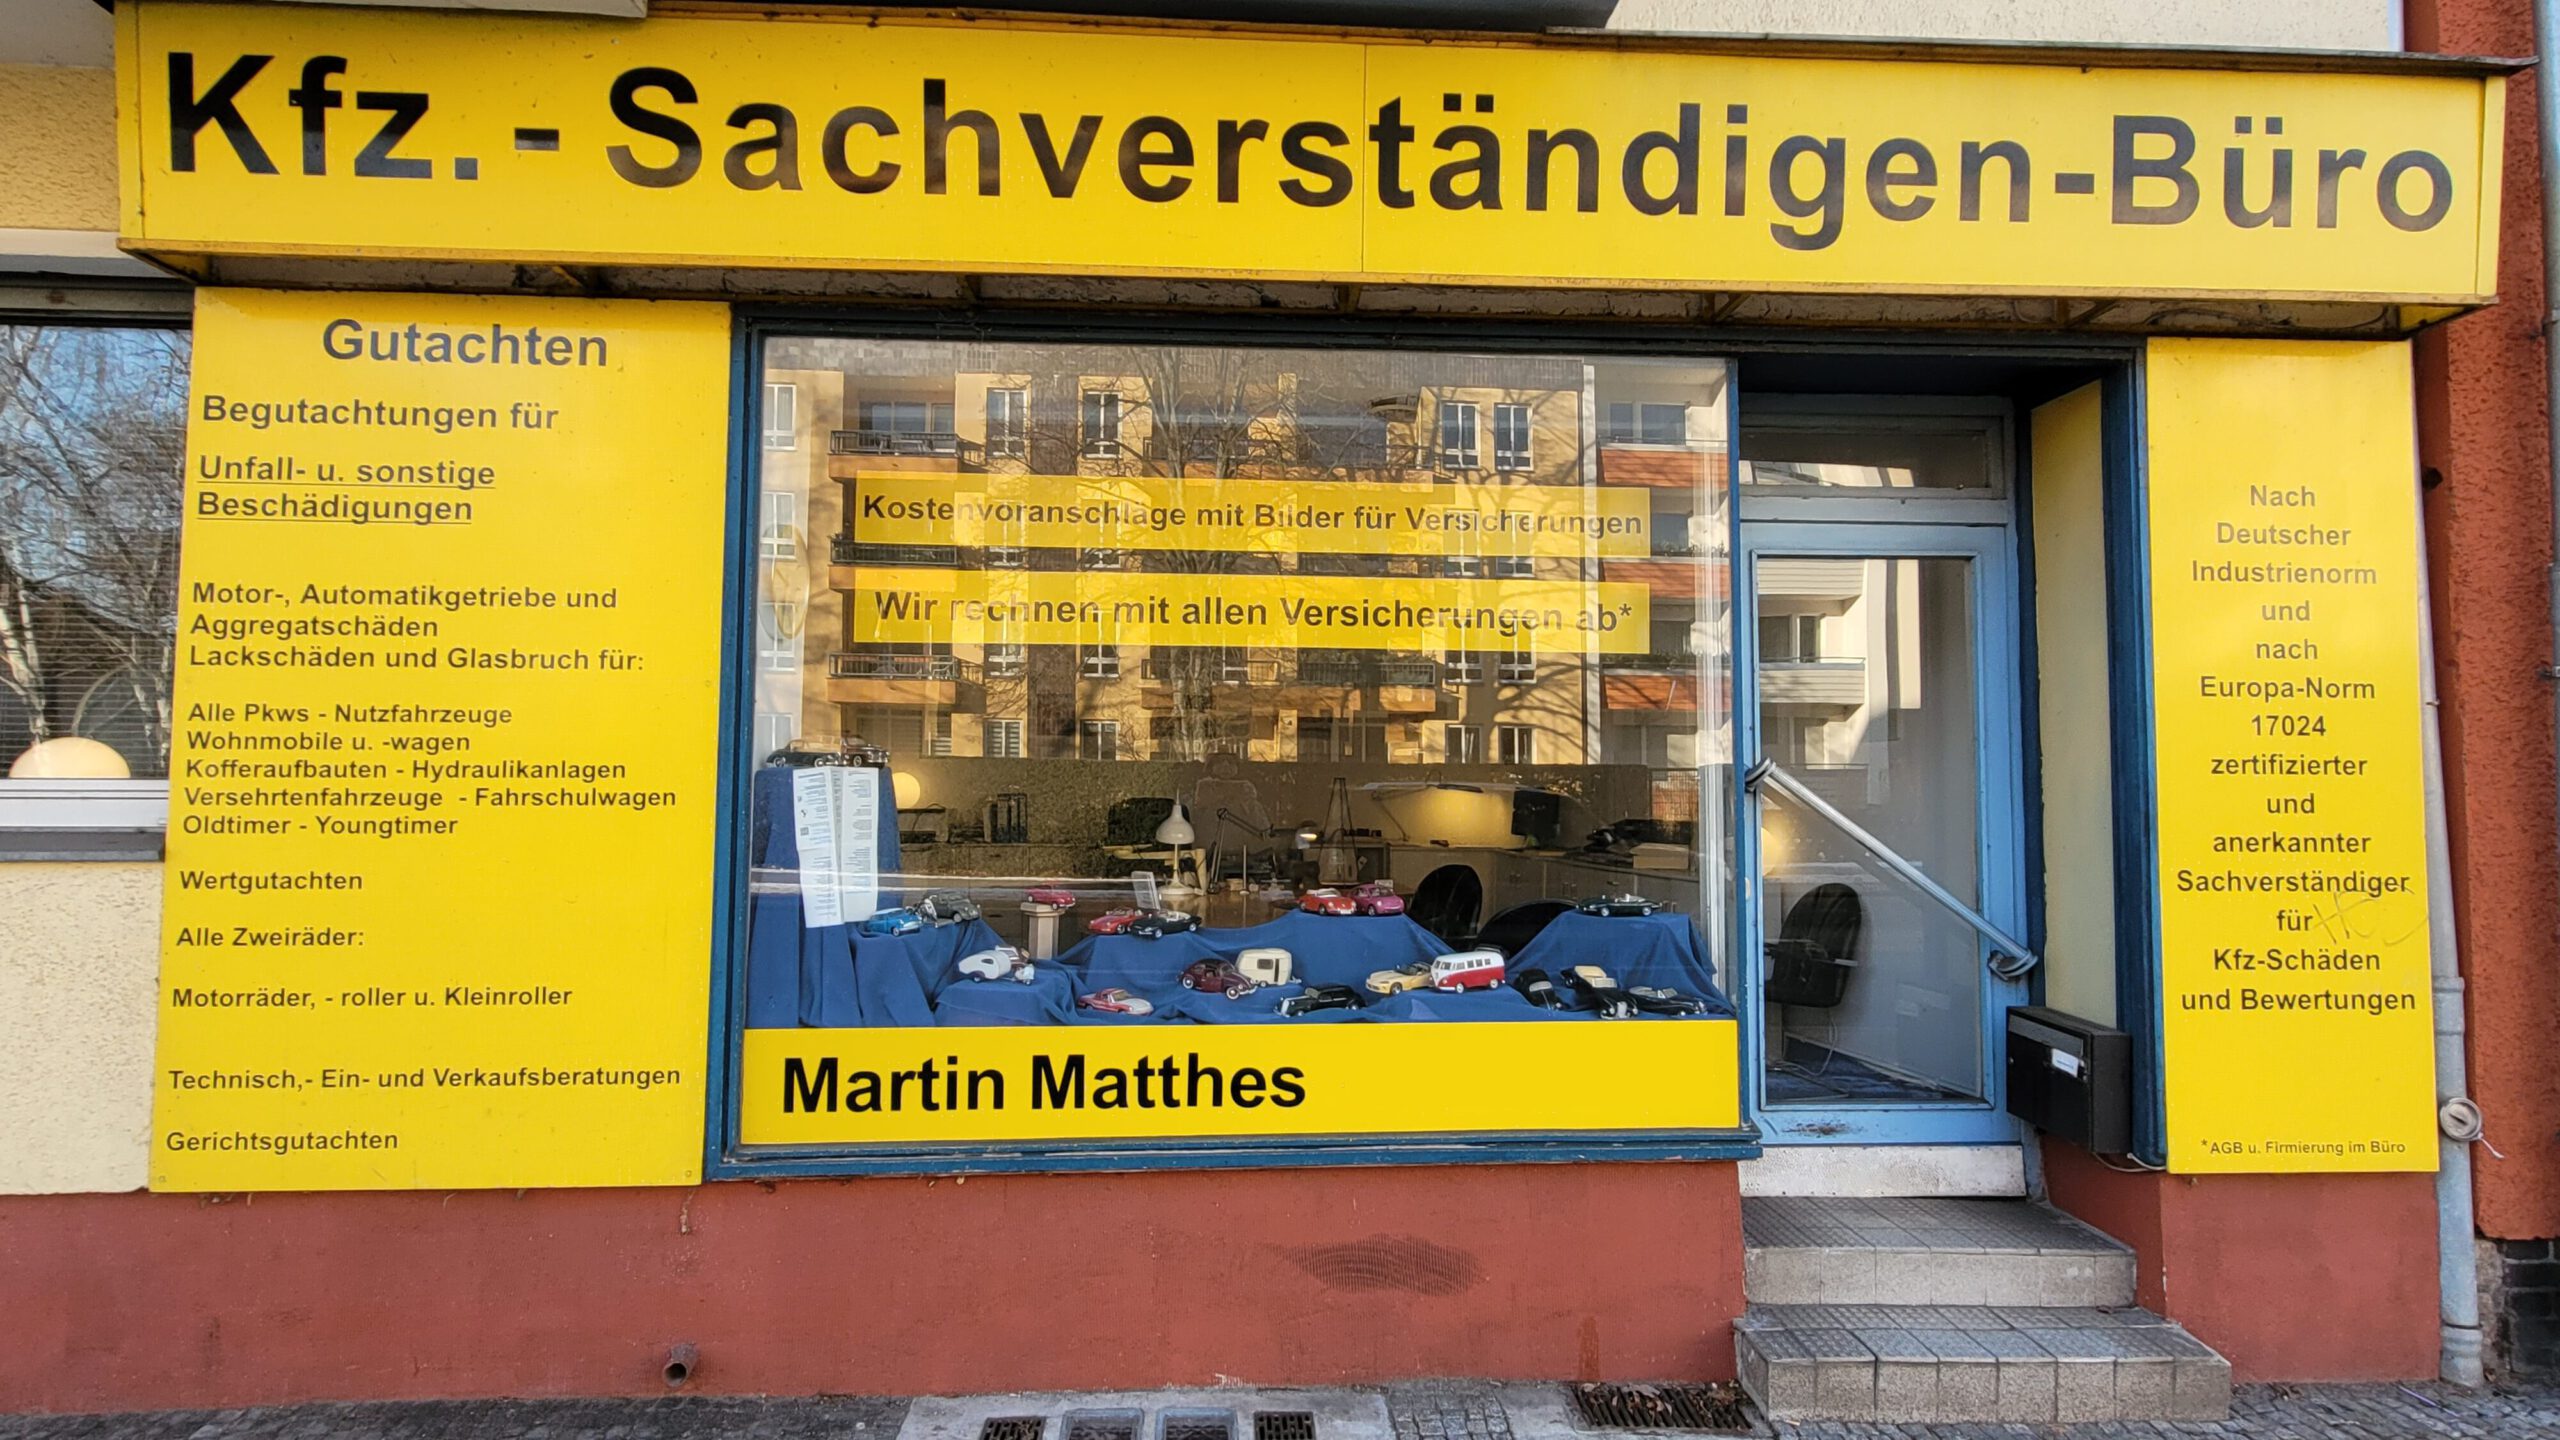 Kfz. - Sachverständigen-Büro
Gutachten
Begutachtungen für
Unfall- u. sonstige
Beschädigungen
Motor-, Automatikgetriebe und
Aggregatschäden
Lackschäden und Glasbruch für:
Alle Pkws - Nutzfahrzeuge
Wohnmobile u. -wagen
Kofferaufbauten - Hydraulikanlagen
Versehrtenfahrzeuge - Fahrschulwagen
Oldtimer - Youngtimer
Wertgutachten
Alle Zweiräder:
Motorräder, - roller u. Kleinroller
Technisch,- Ein- und Verkaufsberatungen
Gerichtsgutachten
Kostenvoranschläge mit Bilder für Versicherungen
Wir rechnen mit allen Versicherungen ab*
Martin Matthes
Nach
Deutscher
Industrienorm
und
nach
Europa-Norm
17024
zertifizierter
und
anerkannter
Sachverständiger
für
Kfz-Schäden
und Bewertungen
*AGB u. Firmierung im Büro